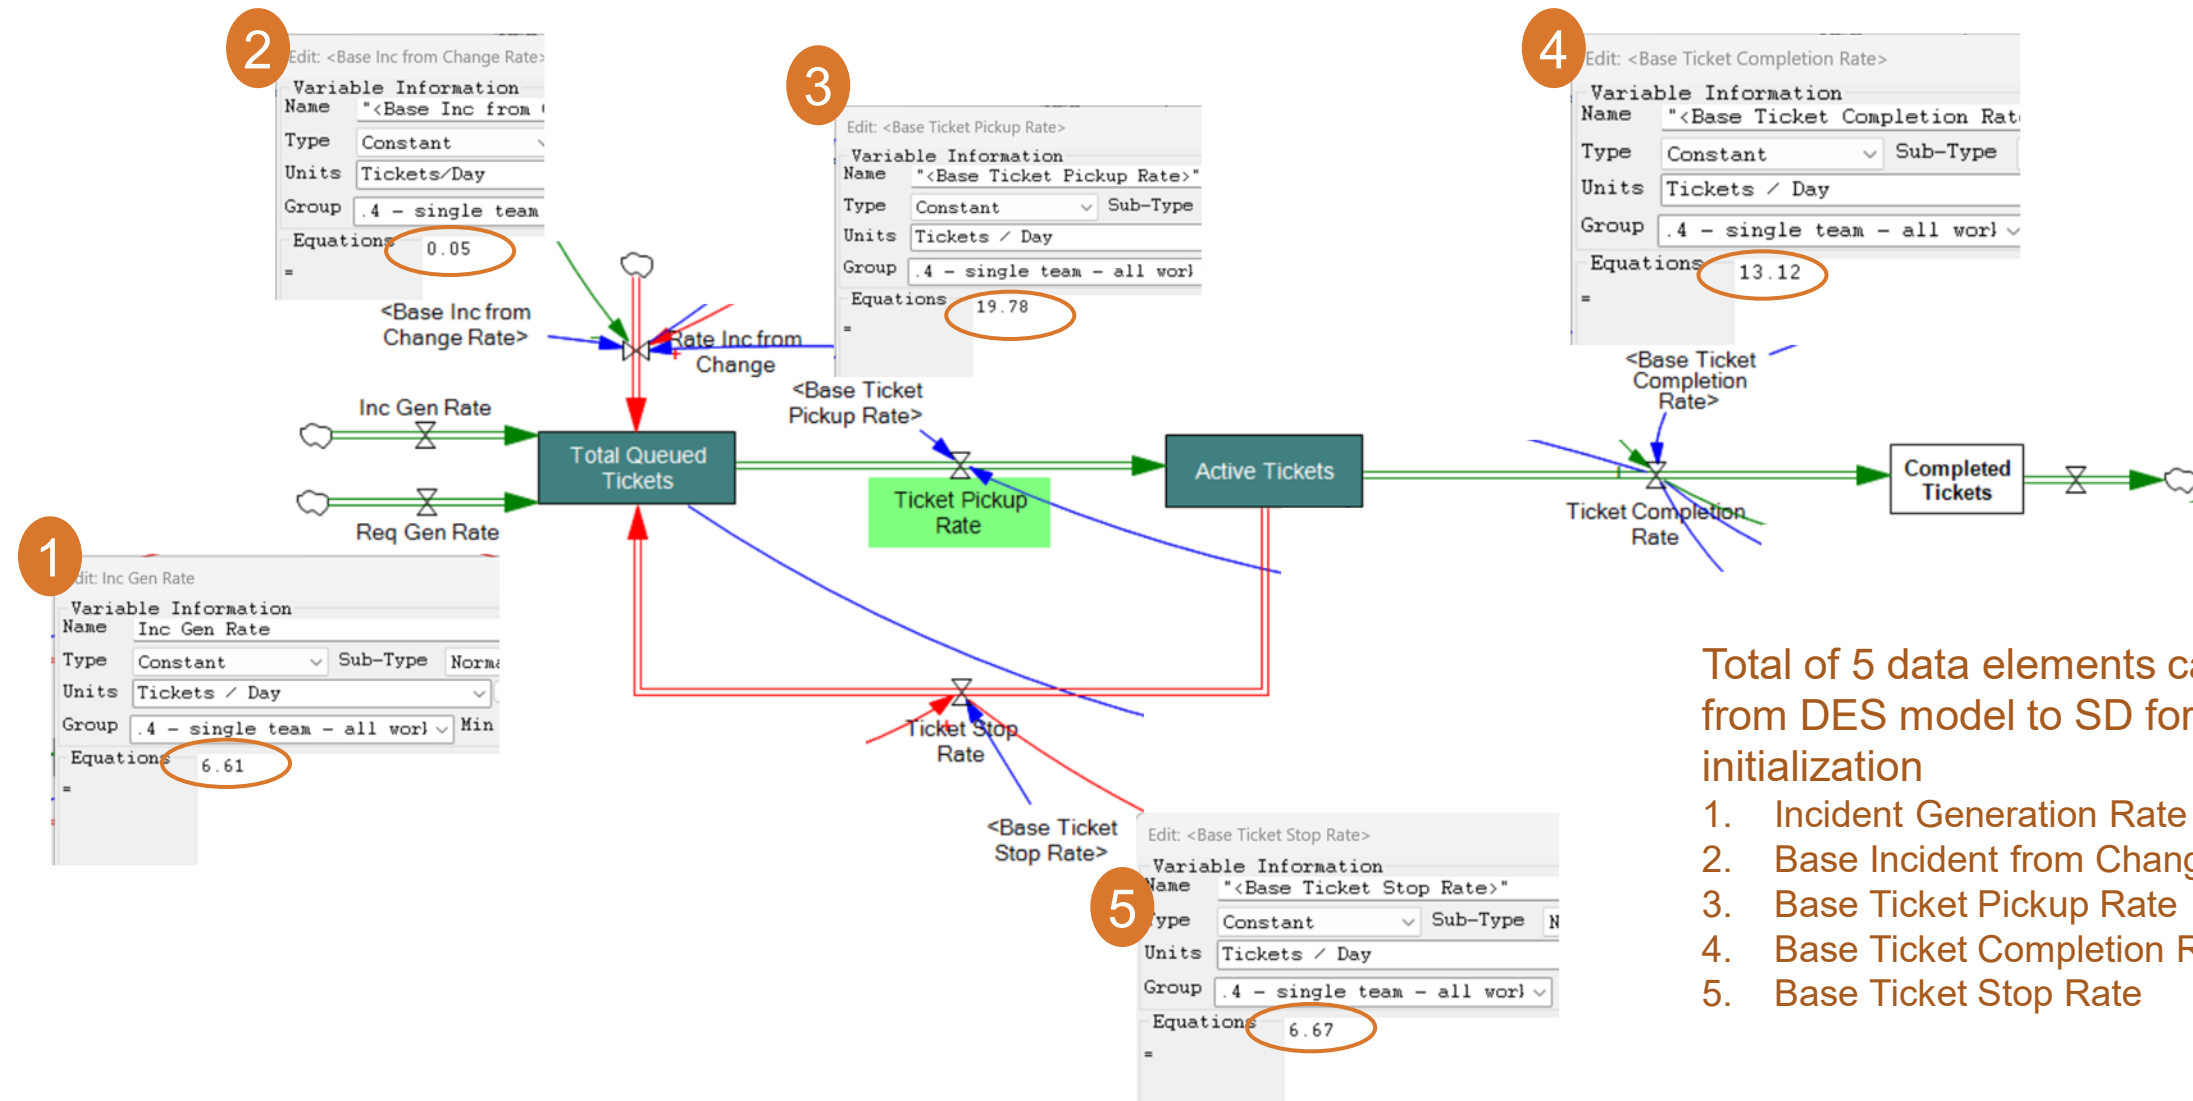 2
Edit: <Base Inc from Change Rate>
Variable Information
Name "<Base Inc from
Type Constant
Units Tickets/Day
Group .4 - single team
Equations 0.05
=
3
Edit: <Base Ticket Pickup Rate>
Variable Information
Name "<Base Ticket Pickup Rate>"
Type Constant Sub-Type
Units Tickets / Day
Group .4 - single team - all worl
Equations 19.78
=
4
Edit: <Base Ticket Completion Rate>
Variable Information
Name "<Base Ticket Completion Rat
Type Constant Sub-Type
Units Tickets / Day
Group .4 - single team - all worl
Equations 13.12
=
<Base Inc from
Change Rate>
Rate Inc from
Change
<Base Ticket
Pickup Rate>
<Base Ticket
Completion
Rate>
Inc Gen Rate
Req Gen Rate
Total Queued
Tickets
Ticket Pickup
Rate
Active Tickets
Ticket Completion
Rate
Completed
Tickets
1
dit: Inc Gen Rate
Variable Information
Name Inc Gen Rate
Type Constant Sub-Type Norma
Units Tickets / Day
Group .4 - single team - all worl Min
Equations 6.61
=
Ticket Stop
Rate
<Base Ticket
Stop Rate>
5
Edit: <Base Ticket Stop Rate>
Variable Information
Name "<Base Ticket Stop Rate>"
Type Constant Sub-Type N
Units Tickets / Day
Group .4 - single team - all worl
Equations 6.67
=
Total of 5 data elements ca
from DES model to SD for
initialization
1. Incident Generation Rate
2. Base Incident from Chang
3. Base Ticket Pickup Rate
4. Base Ticket Completion R
5. Base Ticket Stop Rate